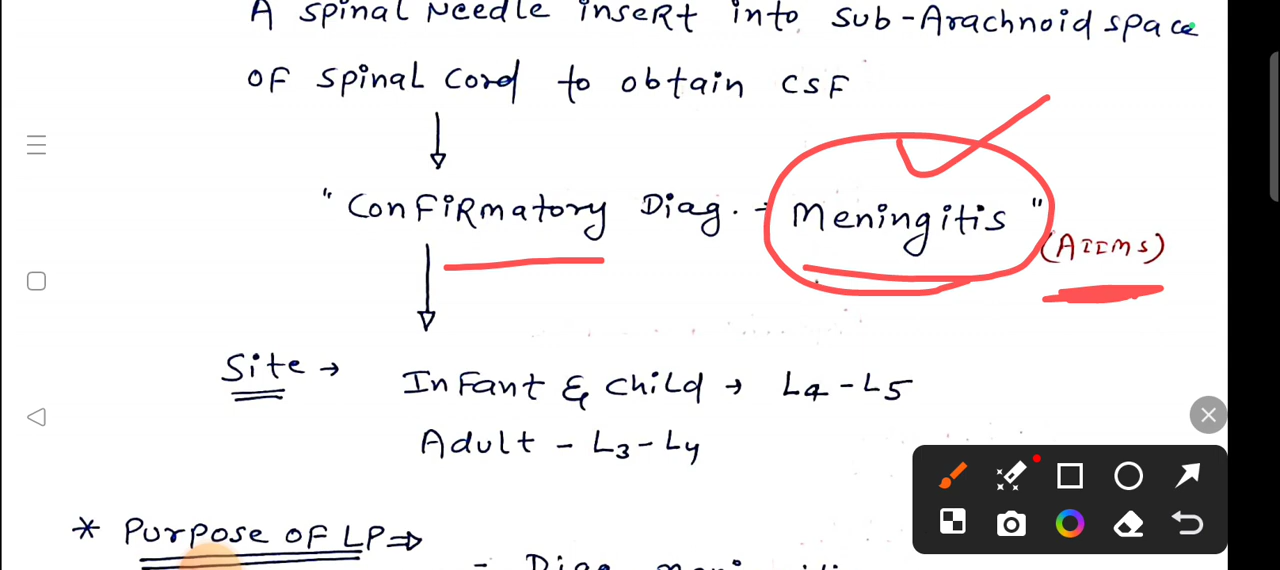 A spinal Needle insert into sub-Arachnoid space
OF spinal cord to obtain CSF
"Confirmatory Diag. - Meningitis"
(AIIMS)
Site → Infant & child → L4-L5
Adult - L3-L4
* Purpose OF LP ⇒
- Diag